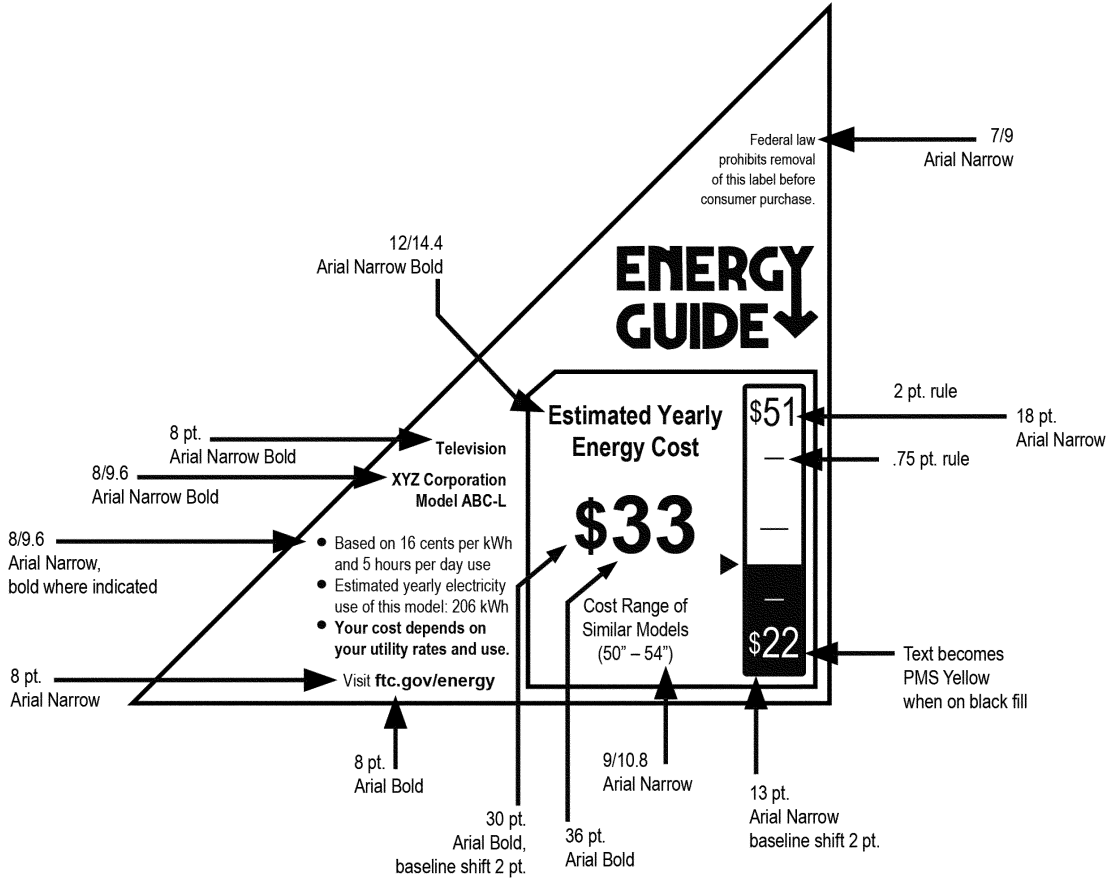 Federal law
prohibits removal
of this label before
consumer purchase.
7/9
Arial Narrow
12/14.4
Arial Narrow Bold
ENERGY
GUIDE
Estimated Yearly
Energy Cost
$33
Cost Range of
Similar Models
(50” – 54”)
$51
$22
2 pt. rule
18 pt.
Arial Narrow
.75 pt. rule
8 pt.
Arial Narrow Bold
Television
8/9.6
Arial Narrow Bold
XYZ Corporation
Model ABC-L
8/9.6
Arial Narrow,
bold where indicated
● Based on 16 cents per kWh
and 5 hours per day use
● Estimated yearly electricity
use of this model: 206 kWh
● Your cost depends on
your utility rates and use.
8 pt.
Arial Narrow
Visit ftc.gov/energy
Text becomes
PMS Yellow
when on black fill
8 pt.
Arial Bold
30 pt.
Arial Bold,
baseline shift 2 pt.
36 pt.
Arial Bold
9/10.8
Arial Narrow
13 pt.
Arial Narrow
baseline shift 2 pt.